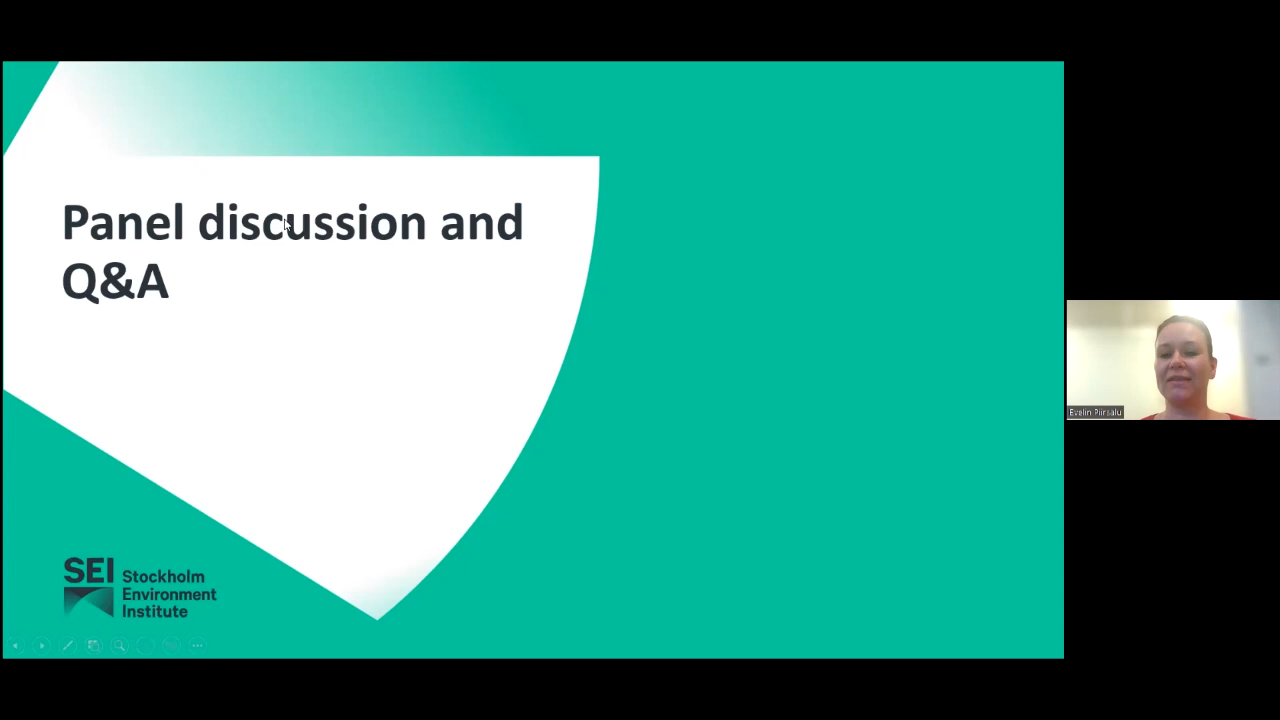 Panel discussion and
Q&A
SEI Stockholm
Environment
Institute
Evelin Piirsalu